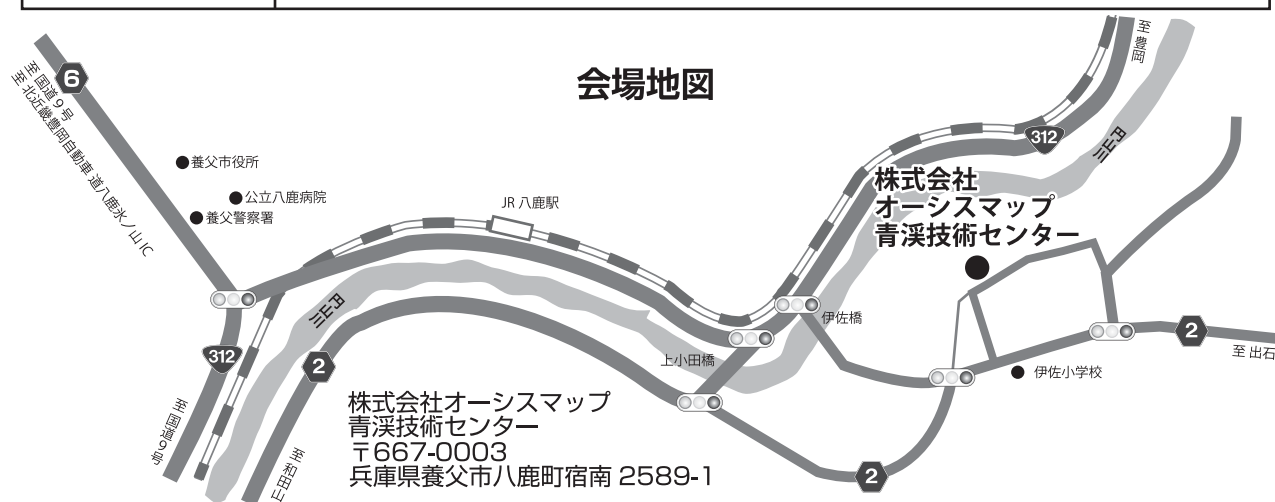 会場地図
6
至 国道9号
至 北近畿豊岡自動車道八鹿氷ノ山IC
養父市役所
公立八鹿病院
養父警察署
JR 八鹿駅
至 豊岡
312
円山川
株式会社
オーシスマップ
青渓技術センター
伊佐橋
上小田橋
312
円山川
2
2
至 出石
伊佐小学校
至 国道9号
至 和田山
2
株式会社オーシスマップ
青渓技術センター
〒667-0003
兵庫県養父市八鹿町宿南 2589-1